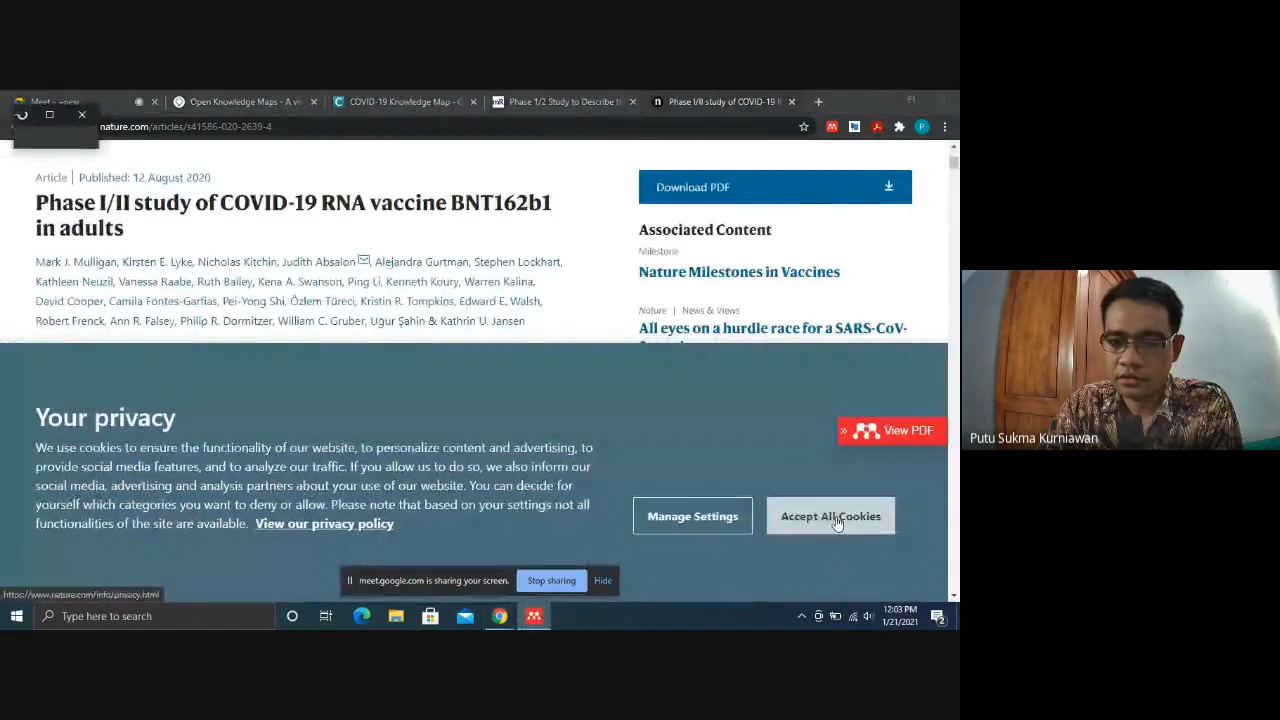 Meet – 
Open Knowledge Maps - A vi
COVID-19 Knowledge Map - C
mR Phase 1/2 Study to Describe th
n Phase I/II study of COVID-19 R
nature.com/articles/s41586-020-2639-4
P
Article | Published: 12 August 2020
Download PDF
Phase I/II study of COVID-19 RNA vaccine BNT162b1
in adults
Associated Content
Milestone
Mark J. Mulligan, Kirsten E. Lyke, Nicholas Kitchin, Judith Absalon, Alejandra Gurtman, Stephen Lockhart,
Nature Milestones in Vaccines
Kathleen Neuzil, Vanessa Raabe, Ruth Bailey, Kena A. Swanson, Ping Li, Kenneth Koury, Warren Kalina,
David Cooper, Camila Fontes-Garfias, Pei-Yong Shi, Özlem Türeci, Kristin R. Tompkins, Edward E. Walsh,
Nature | News & Views
Robert Frenck, Ann R. Falsey, Philip R. Dormitzer, William C. Gruber, Uğur Şahin & Kathrin U. Jansen
All eyes on a hurdle race for a SARS-CoV-
Your privacy
View PDF
Putu Sukma Kurniawan
We use cookies to ensure the functionality of our website, to personalize content and advertising, to
provide social media features, and to analyze our traffic. If you allow us to do so, we also inform our
social media, advertising and analysis partners about your use of our website. You can decide for
yourself which categories you want to deny or allow. Please note that based on your settings not all
functionalities of the site are available. View our privacy policy
Manage Settings
Accept All Cookies
meet.google.com is sharing your screen.
Stop sharing
Hide
https://www.nature.com/info/privacy.html
Type here to search
12:03 PM
1/21/2021
2